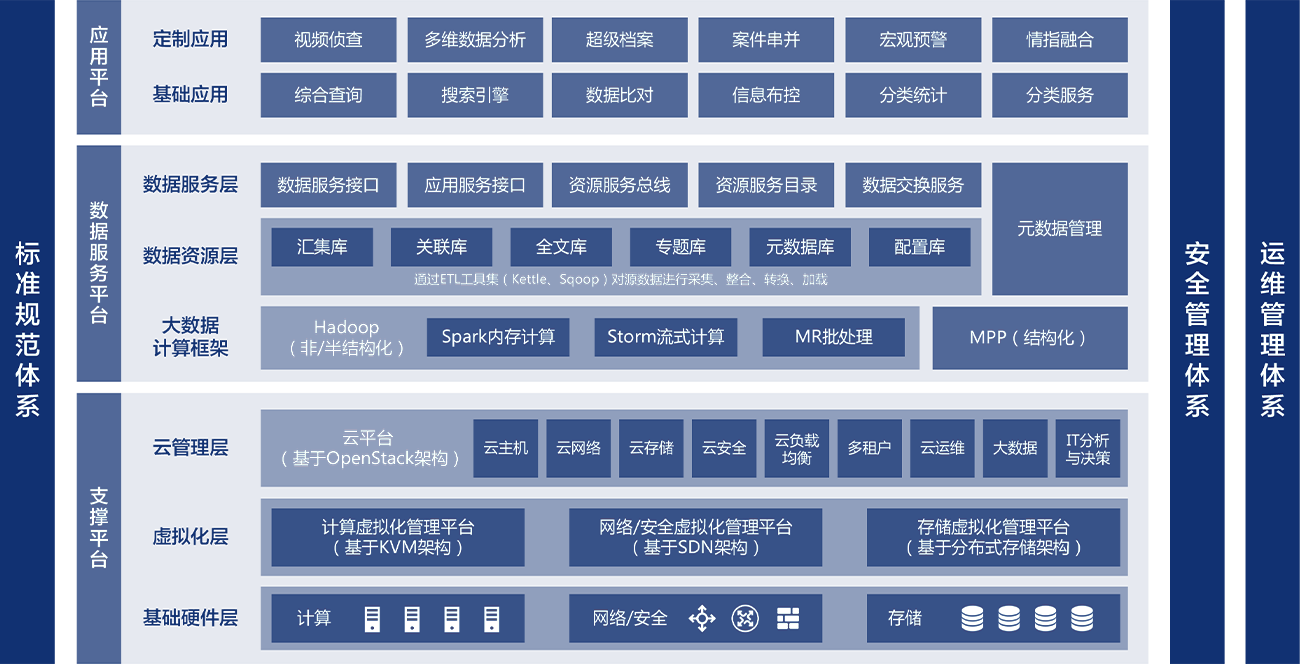 标准规范体系
应用平台
定制应用
视频侦查
多维数据分析
超级档案
案件串并
宏观预警
情指融合
基础应用
综合查询
搜索引擎
数据比对
信息布控
分类统计
分类服务
数据服务平台
数据服务层
数据服务接口
应用服务接口
资源服务总线
资源服务目录
数据交换服务
元数据管理
数据资源层
汇集库
关联库
全文库
专题库
元数据库
配置库
通过ETL工具集（Kettle、Sqoop）对源数据进行采集、整合、转换、加载
大数据
计算框架
Hadoop
（非/半结构化）
Spark内存计算
Storm流式计算
MR批处理
MPP（结构化）
支撑平台
云管理层
云平台
（基于OpenStack架构）
云主机
云网络
云存储
云安全
云负载
均衡
多租户
云运维
大数据
IT分析
与决策
虚拟化层
计算虚拟化管理平台
（基于KVM架构）
网络/安全虚拟化管理平台
（基于SDN架构）
存储虚拟化管理平台
（基于分布式存储架构）
基础硬件层
计算
网络/安全
存储
安全管理体系
运维管理体系